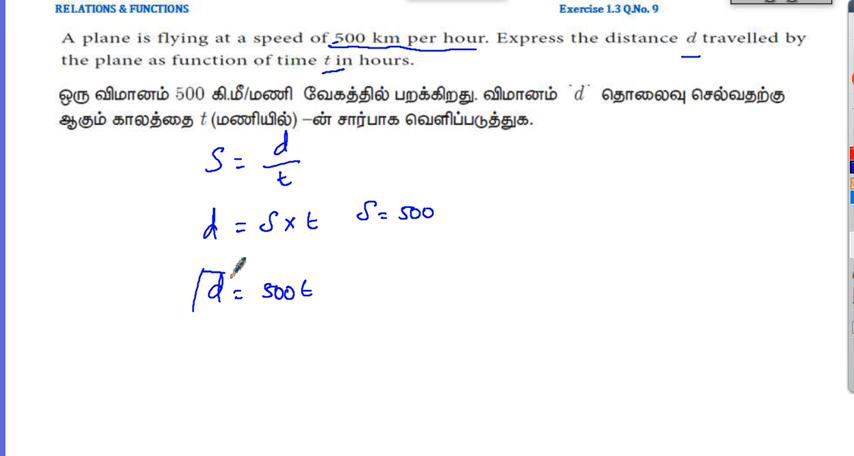 RELATIONS & FUNCTIONS Exercise 1.3 Q.No. 9
A plane is flying at a speed of 500 km per hour. Express the distance d travelled by
the plane as function of time t in hours.
ஒரு விமானம் 500 கி.மீ/மணி வேகத்தில் பறக்கிறது. விமானம் 'd' தொலைவு செல்வதற்கு
ஆகும் காலத்தை t (மணியில்) –ன் சார்பாக வெளிப்படுத்துக.
S = d/t
d = S × t S = 500
d = 500t